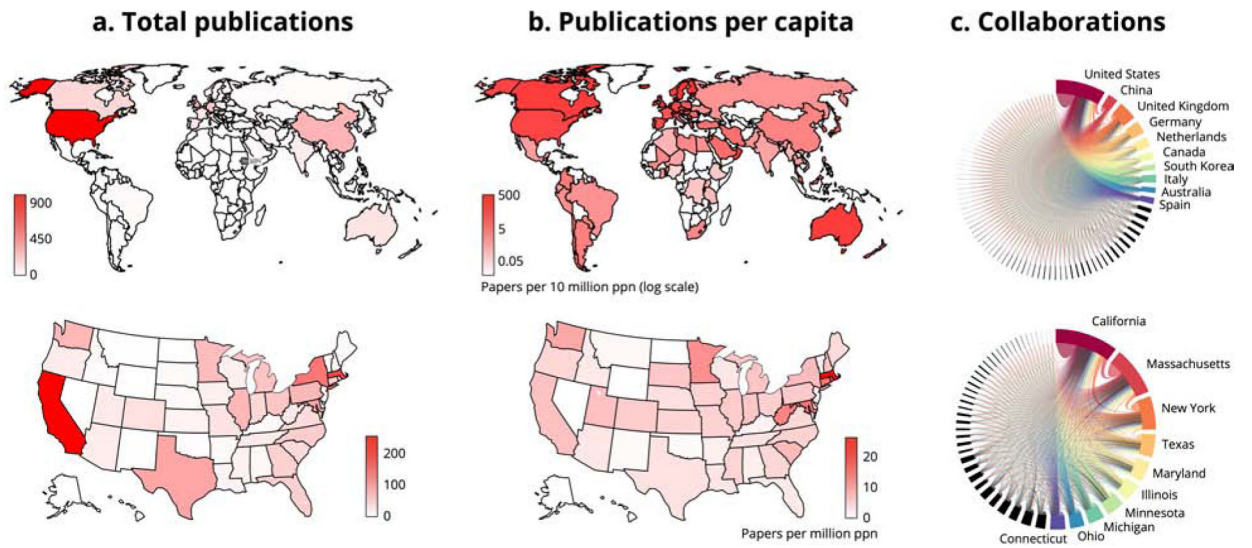 a. Total publications
b. Publications per capita
c. Collaborations
900
450
0
500
5
0.05
Papers per 10 million ppn (log scale)
United States
China
United Kingdom
Germany
Netherlands
Canada
South Korea
Italy
Australia
Spain
200
100
0
20
10
0
Papers per million ppn
California
Massachusetts
New York
Texas
Maryland
Illinois
Minnesota
Michigan
Ohio
Connecticut